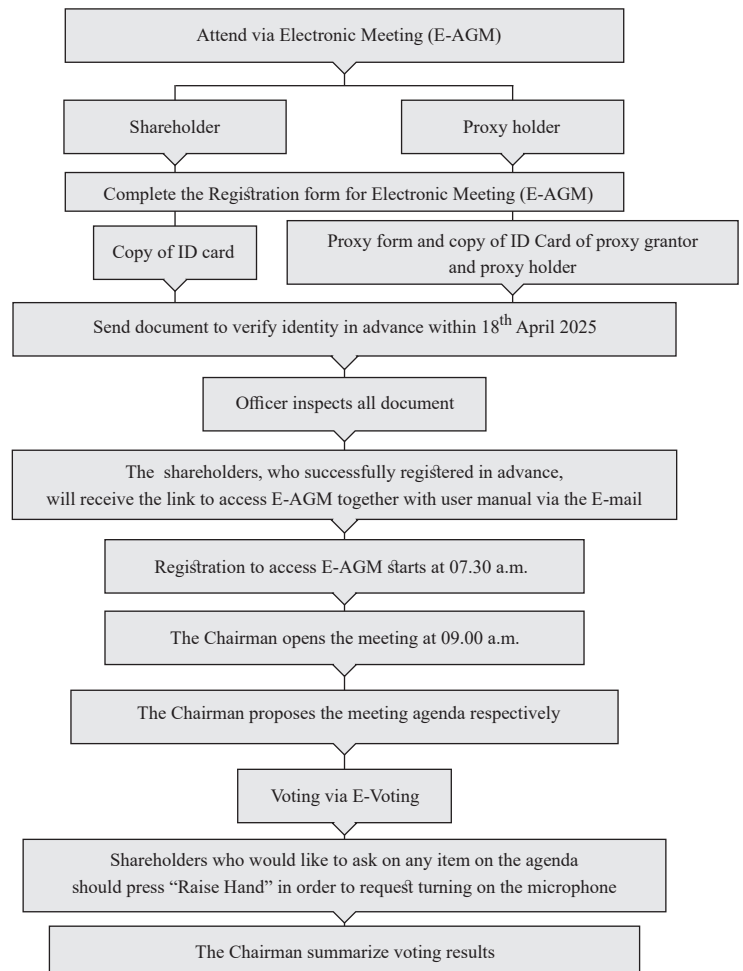 Attend via Electronic Meeting (E-AGM)
Shareholder
Proxy holder
Complete the Registration form for Electronic Meeting (E-AGM)
Copy of ID card
Proxy form and copy of ID Card of proxy grantor
and proxy holder
Send document to verify identity in advance within 18th April 2025
Officer inspects all document
The shareholders, who successfully registered in advance,
will receive the link to access E-AGM together with user manual via the E-mail
Registration to access E-AGM starts at 07.30 a.m.
The Chairman opens the meeting at 09.00 a.m.
The Chairman proposes the meeting agenda respectively
Voting via E-Voting
Shareholders who would like to ask on any item on the agenda
should press “Raise Hand” in order to request turning on the microphone
The Chairman summarize voting results